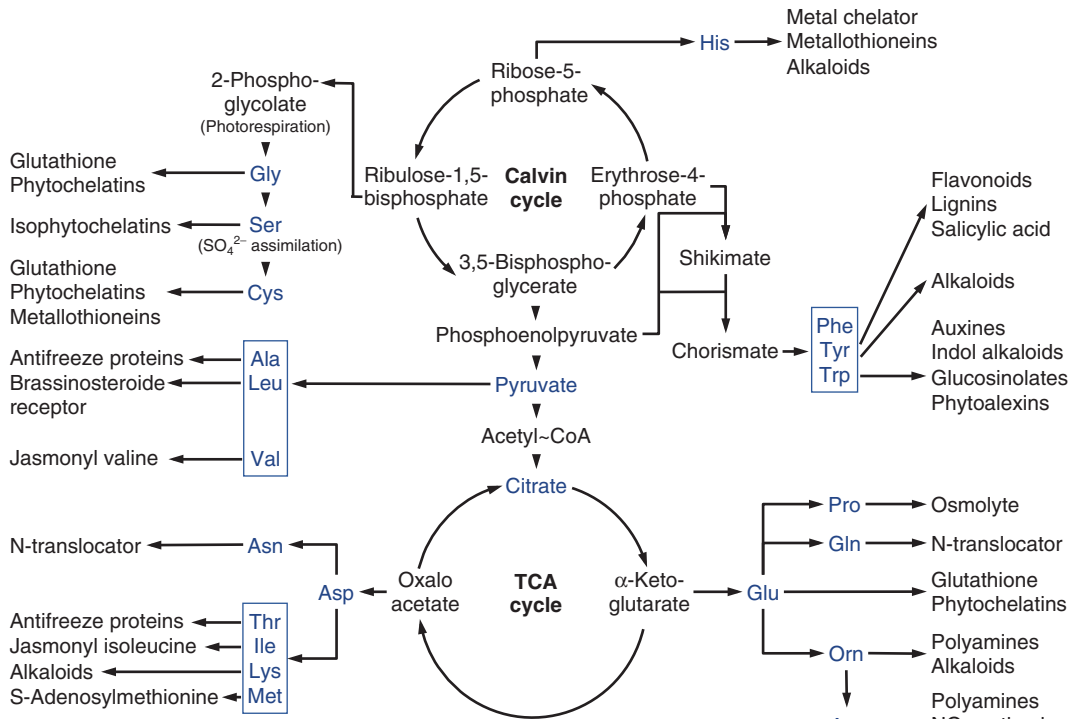 Metal chelator
His
Metallothioneins
Alkaloids
Ribose-5-
phosphate
2-Phospho-
glycolate
(Photorespiration)
Glutathione
Phytochelatins
Gly
Ribulose-1,5-
bisphosphate
Calvin
cycle
Erythrose-4-
phosphate
Flavonoids
Lignins
Salicylic acid
Isophytochelatins
Ser
(SO₄²⁻ assimilation)
Shikimate
3,5-Bisphospho-
glycerate
Glutathione
Phytochelatins
Metallothioneins
Cys
Alkaloids
Phosphoenolpyruvate
Chorismate
Phe
Tyr
Trp
Auxines
Indol alkaloids
Glucosinolates
Phytoalexins
Antifreeze proteins
Ala
Brassinosteroide
receptor
Leu
Pyruvate
Acetyl~CoA
Jasmonyl valine
Val
Citrate
Pro
Osmolyte
N-translocator
Asn
Gln
N-translocator
Asp
Oxalo
acetate
TCA
cycle
α-Keto-
glutarate
Glu
Glutathione
Phytochelatins
Antifreeze proteins
Thr
Jasmonyl isoleucine
Ile
Alkaloids
Lys
S-Adenosylmethionine
Met
Orn
Polyamines
Alkaloids
Polyamines